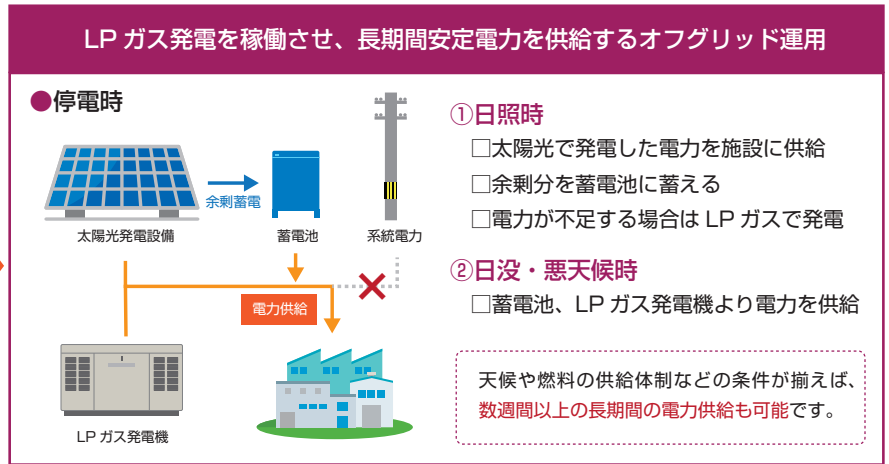 LP ガス発電を稼働させ、長期間安定電力を供給するオフグリッド運用
●停電時
余剰蓄電
太陽光発電設備
蓄電池
系統電力
電力供給
LP ガス発電機
①日照時
□太陽光で発電した電力を施設に供給
□余剰分を蓄電池に蓄える
□電力が不足する場合は LP ガスで発電
②日没・悪天候時
□蓄電池、LP ガス発電機より電力を供給
天候や燃料の供給体制などの条件が揃えば、
数週間以上の長期間の電力供給も可能です。